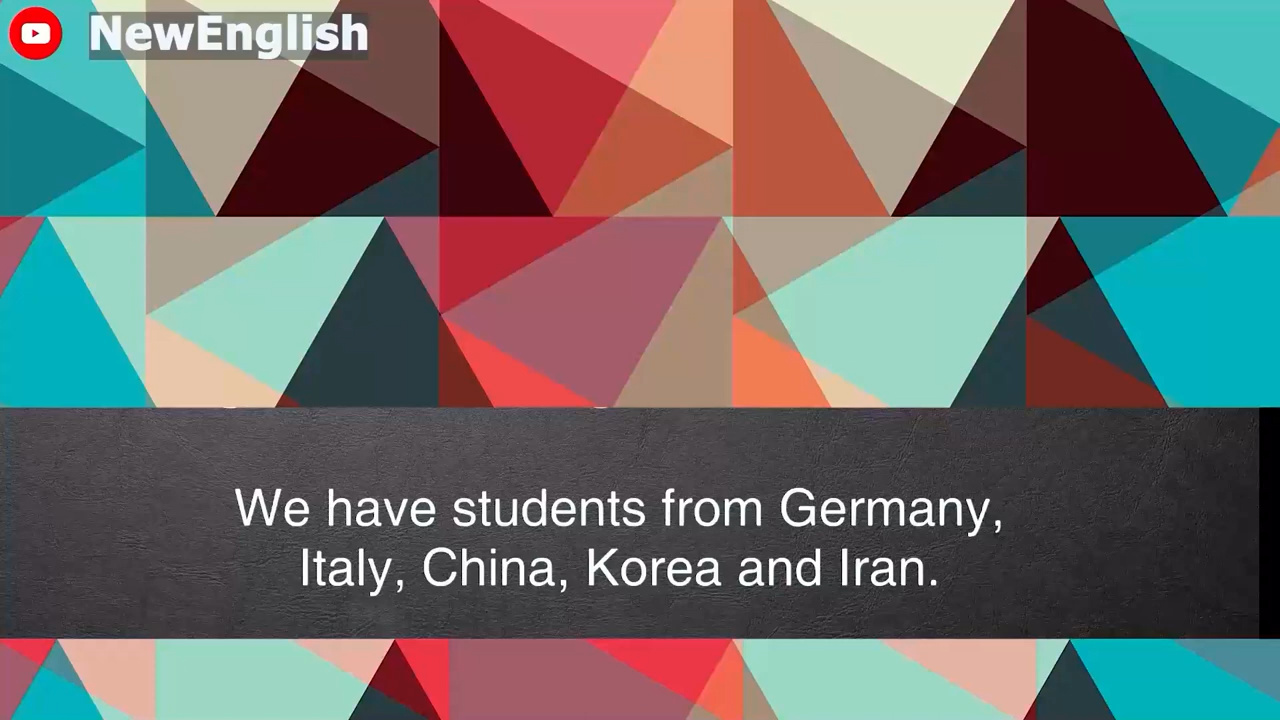 NewEnglish
We have students from Germany,
Italy, China, Korea and Iran.